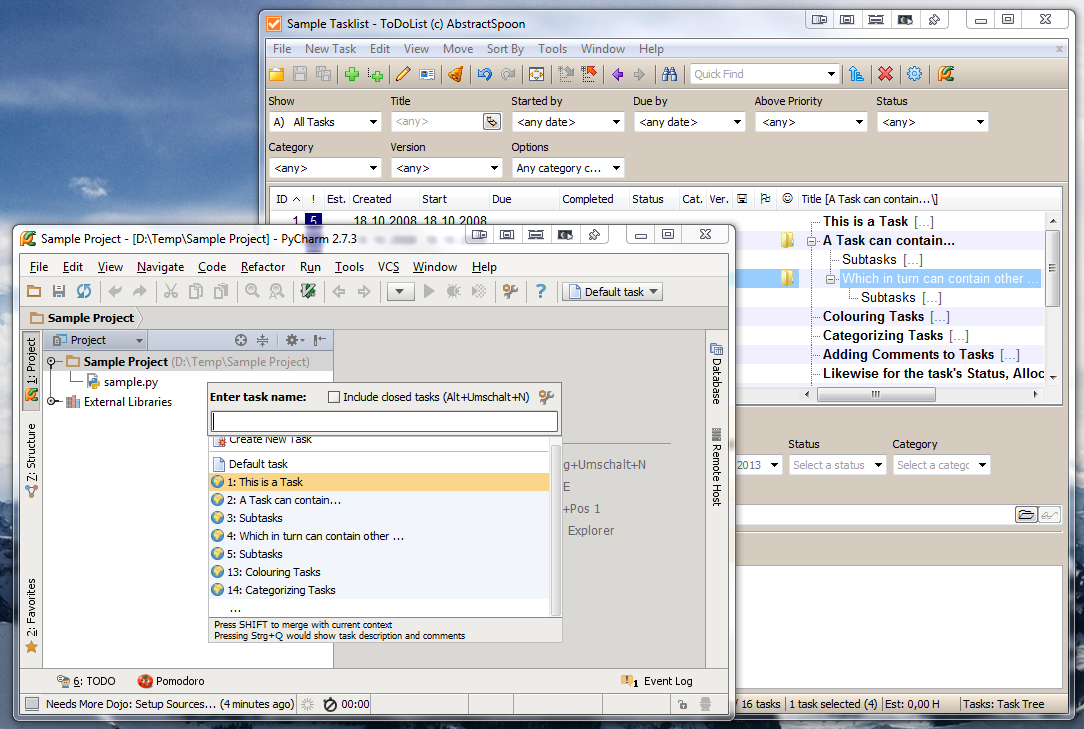 Sample Tasklist - ToDoList (c) AbstractSpoon
File New Task Edit View Move Sort By Tools Window Help
Quick Find
Show Title Started by Due by Above Priority Status
A) All Tasks <any> <any date> <any date> <any> <any>
Category Version Options
<any> <any> Any category c...
ID ! Est. Created Start Due Completed Status Cat. Ver. Title [A Task can contain...\]
1 5 18.10.2008 18.10.2008
This is a Task [...]
A Task can contain...
Subtasks [...]
Which in turn can contain other ...
Subtasks [...]
Colouring Tasks [...]
Categorizing Tasks [...]
Adding Comments to Tasks [...]
Likewise for the task's Status, Alloc
Status Category
2013 Select a status Select a categc
/ 16 tasks 1 task selected (4) Est: 0,00 H Tasks: Task Tree
Sample Project - [D:\Temp\Sample Project] - PyCharm 2.7.3
File Edit View Navigate Code Refactor Run Tools VCS Window Help
Default task
Sample Project
1: Project
Z: Structure
2: Favorites
Project
Sample Project (D:\Temp\Sample Project)
sample.py
External Libraries
Database
Remote Host
g+Umschalt+N
E
+Pos 1
Explorer
Enter task name: Include closed tasks (Alt+Umschalt+N)
Create New Task
Default task
1: This is a Task
2: A Task can contain...
3: Subtasks
4: Which in turn can contain other ...
5: Subtasks
13: Colouring Tasks
14: Categorizing Tasks
...
Press SHIFT to merge with current context
Pressing Strg+Q would show task description and comments
6: TODO Pomodoro 1 Event Log
Needs More Dojo: Setup Sources... (4 minutes ago) 00:00